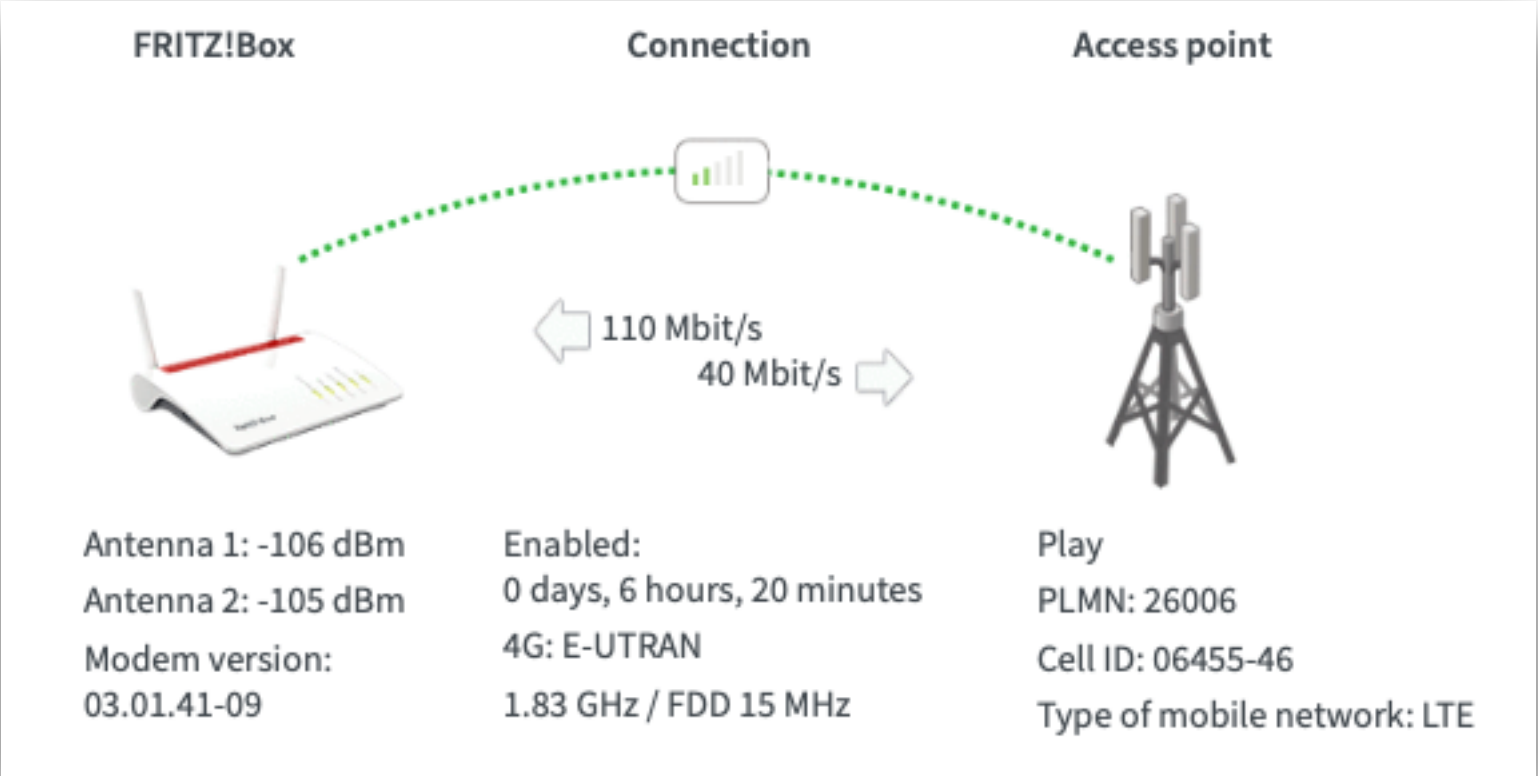 FRITZ!Box
Connection
Access point
110 Mbit/s
40 Mbit/s
Antenna 1: -106 dBm
Antenna 2: -105 dBm
Modem version:
03.01.41-09
Enabled:
0 days, 6 hours, 20 minutes
4G: E-UTRAN
1.83 GHz / FDD 15 MHz
Play
PLMN: 26006
Cell ID: 06455-46
Type of mobile network: LTE